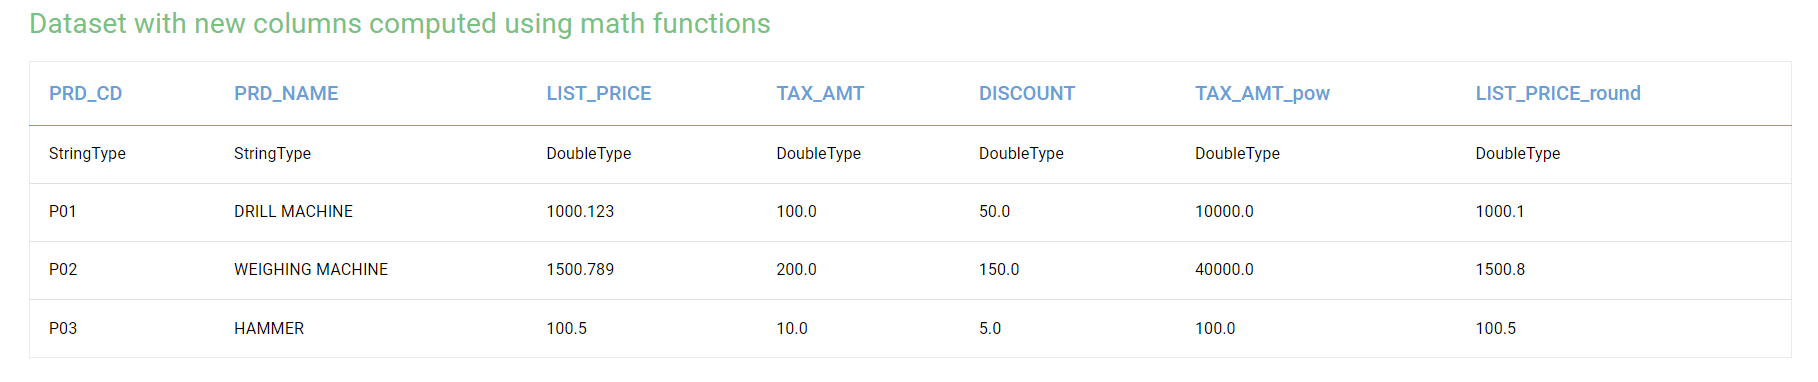 Dataset with new columns computed using math functions
PRD_CD PRD_NAME LIST_PRICE TAX_AMT DISCOUNT TAX_AMT_pow LIST_PRICE_round
StringType StringType DoubleType DoubleType DoubleType DoubleType DoubleType
P01 DRILL MACHINE 1000.123 100.0 50.0 10000.0 1000.1
P02 WEIGHING MACHINE 1500.789 200.0 150.0 40000.0 1500.8
P03 HAMMER 100.5 10.0 5.0 100.0 100.5